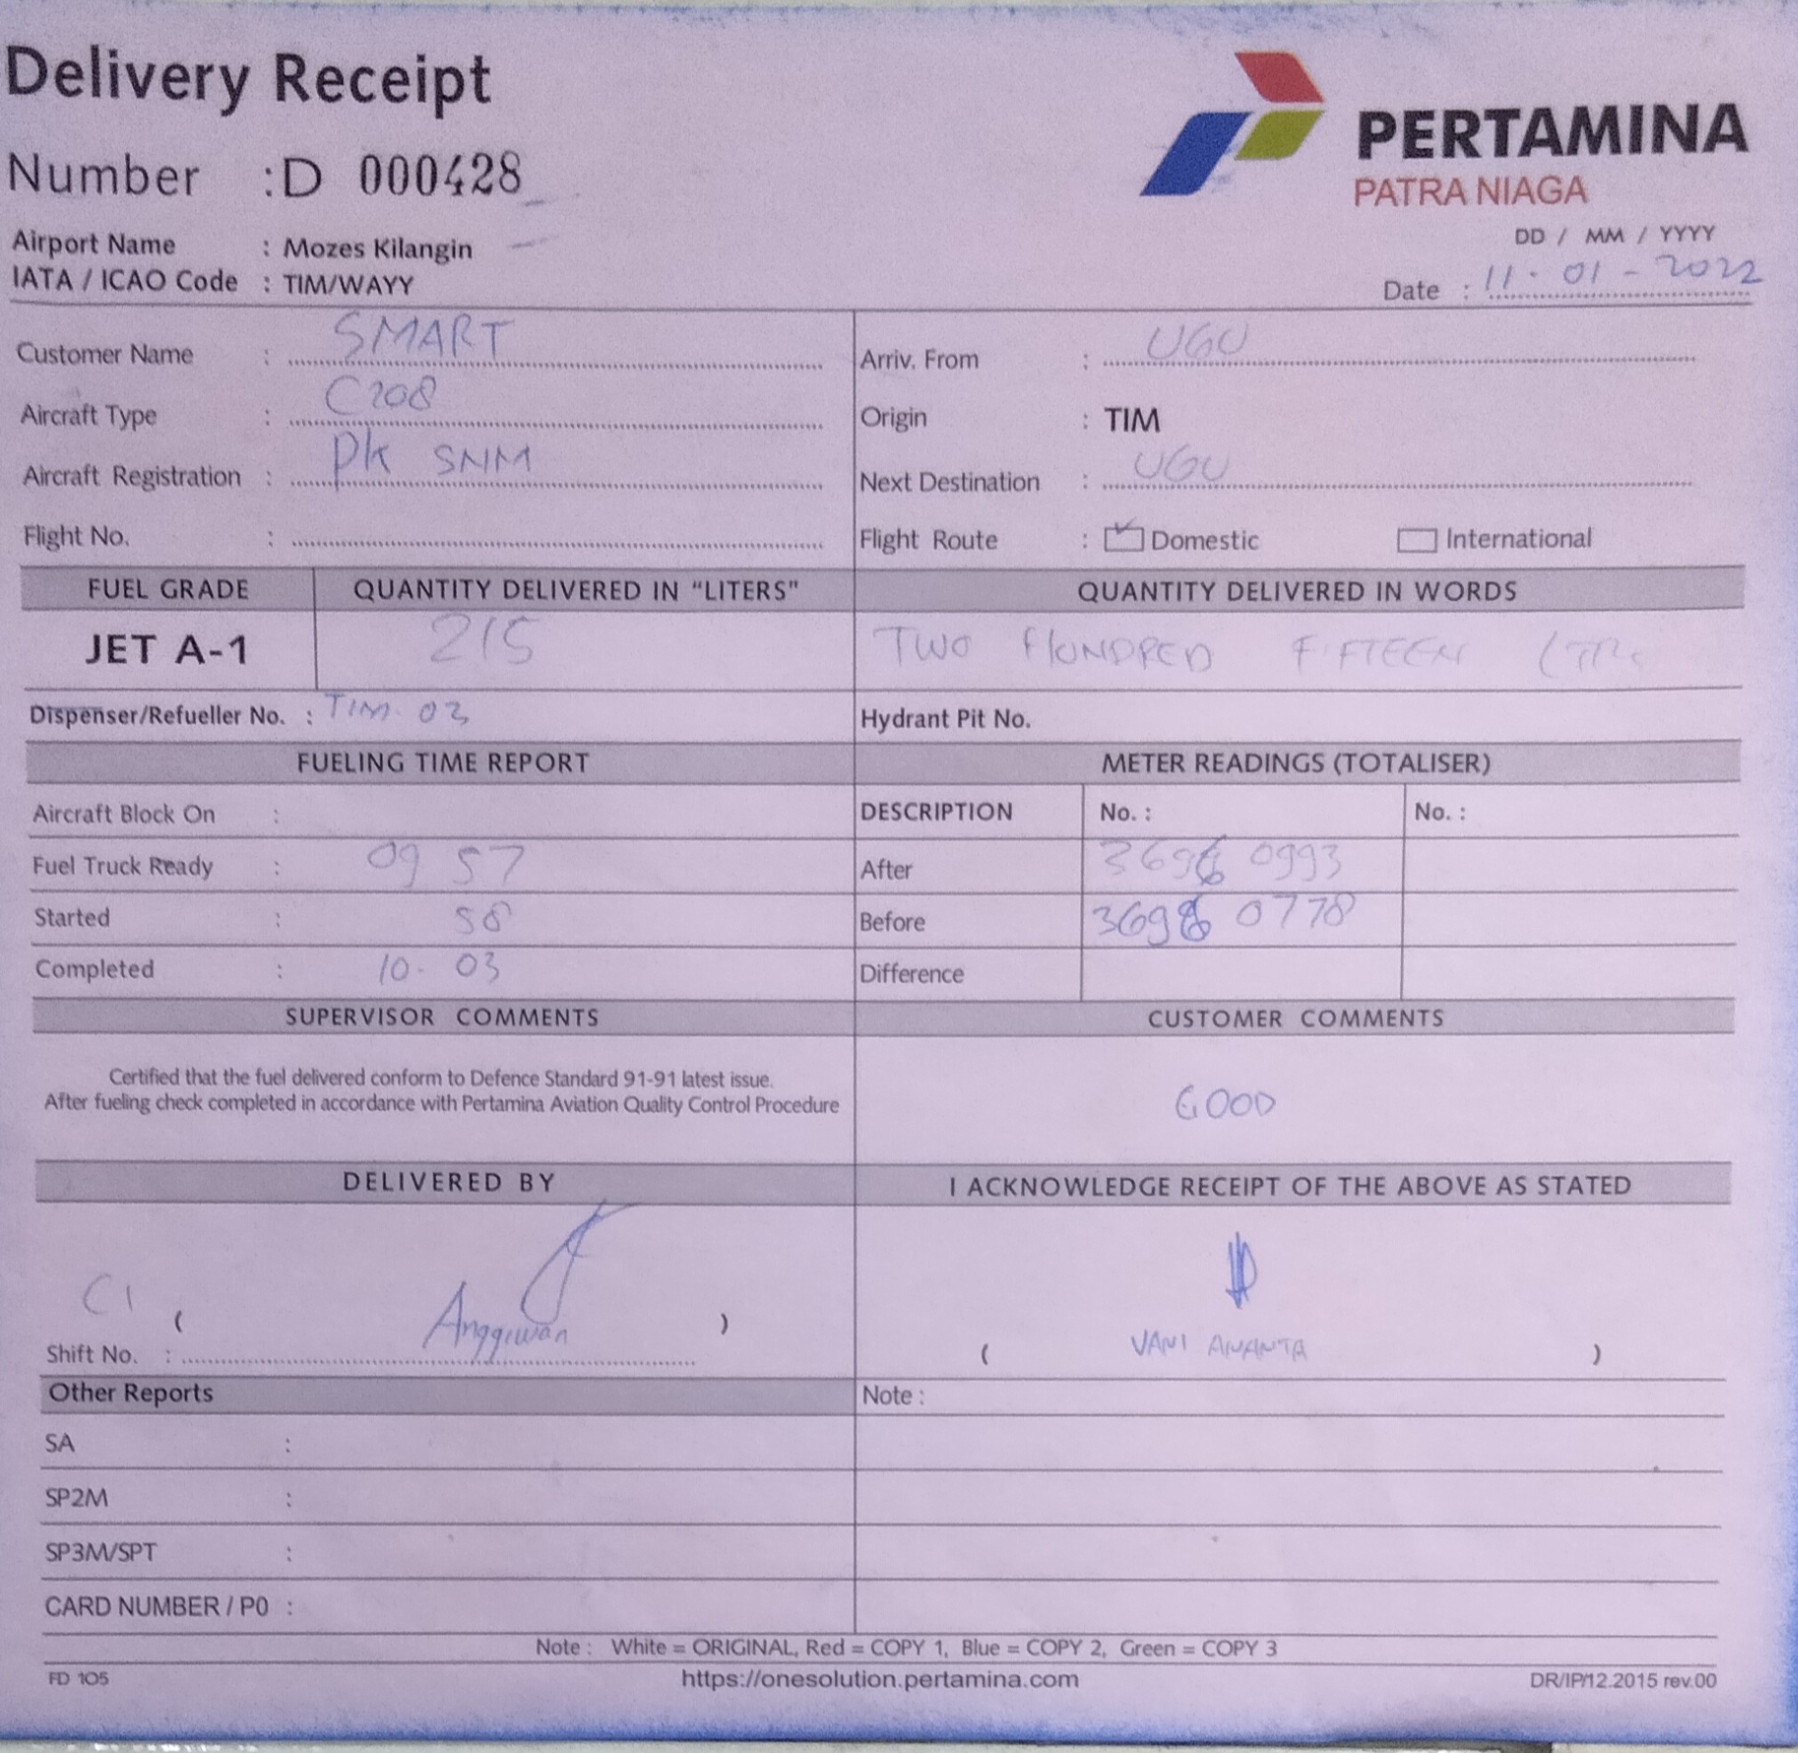 Delivery Receipt
Number : D 000428
PERTAMINA
PATRA NIAGA
Airport Name : Mozes Kilangin
IATA / ICAO Code : TIM/WAYY
DD / MM / YYYY
Date : 11 - 01 - 2022
Customer Name : SMART
Arriv. From : UGU
Aircraft Type : C208
Origin : TIM
Aircraft Registration : PK SNM
Next Destination : UGU
Flight No. :
Flight Route : Domestic International
FUEL GRADE QUANTITY DELIVERED IN "LITERS" QUANTITY DELIVERED IN WORDS
JET A-1 215 TWO HUNDRED FIFTEEN
Dispenser/Refueller No. : TIM. 03 Hydrant Pit No.
FUELING TIME REPORT METER READINGS (TOTALISER)
Aircraft Block On : DESCRIPTION No. : No. :
Fuel Truck Ready : 09 57 After 0993
Started : 58 Before 0778
Completed : 10. 03 Difference
SUPERVISOR COMMENTS CUSTOMER COMMENTS
Certified that the fuel delivered conform to Defence Standard 91-91 latest issue.
After fueling check completed in accordance with Pertamina Aviation Quality Control Procedure
GOOD
DELIVERED BY I ACKNOWLEDGE RECEIPT OF THE ABOVE AS STATED
C1 ( Anggiwan )
Shift No. :
( VANI ANANTA )
Other Reports Note :
SA :
SP2M :
SP3M/SPT :
CARD NUMBER / P0 :
Note : White = ORIGINAL, Red = COPY 1, Blue = COPY 2, Green = COPY 3
FD 105 https://onesolution.pertamina.com DR/IP/12.2015 rev.00